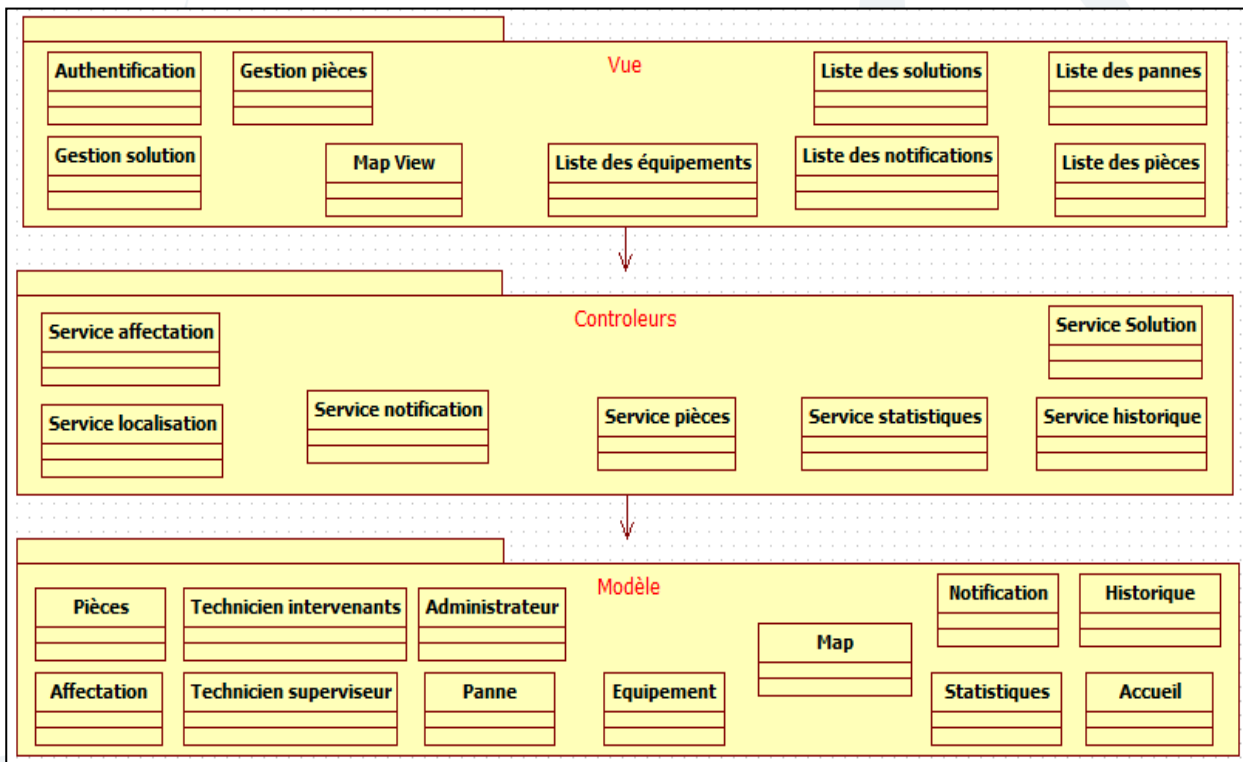 Vue
Authentification
Gestion pièces
Liste des solutions
Liste des pannes
Gestion solution
Map View
Liste des équipements
Liste des notifications
Liste des pièces
Controleurs
Service affectation
Service Solution
Service localisation
Service notification
Service pièces
Service statistiques
Service historique
Modèle
Pièces
Technicien intervenants
Administrateur
Map
Notification
Historique
Affectation
Technicien superviseur
Panne
Equipement
Statistiques
Accueil